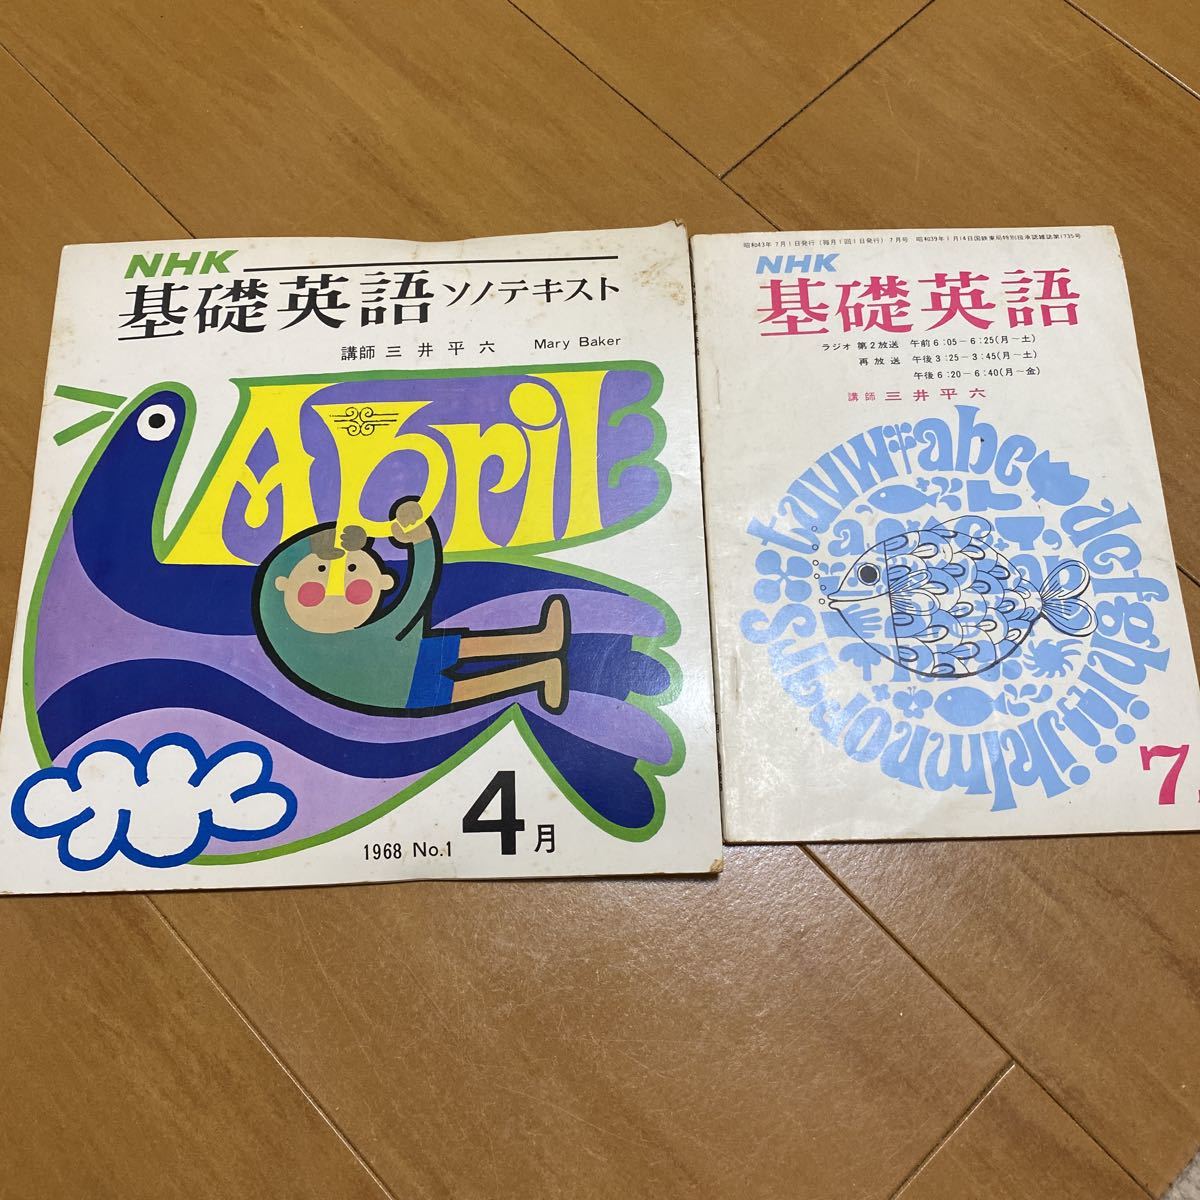 NHK
基礎英語 ソノテキスト
講師 三井平六 Mary Baker
April
1968 No.1 4月
昭和43年7月1日発行(毎月1回1日発行)7月号 昭和39年1月14日国鉄東局特別扱承認雑誌第1735号
NHK
基礎英語
ラジオ 第2放送 午前6:05−6:25(月〜土)
再放送 午後3:25−3:45(月〜土)
午後6:20−6:40(月〜金)
講師 三井平六
abc
defghi
jklmnop
rs
tuvw
7